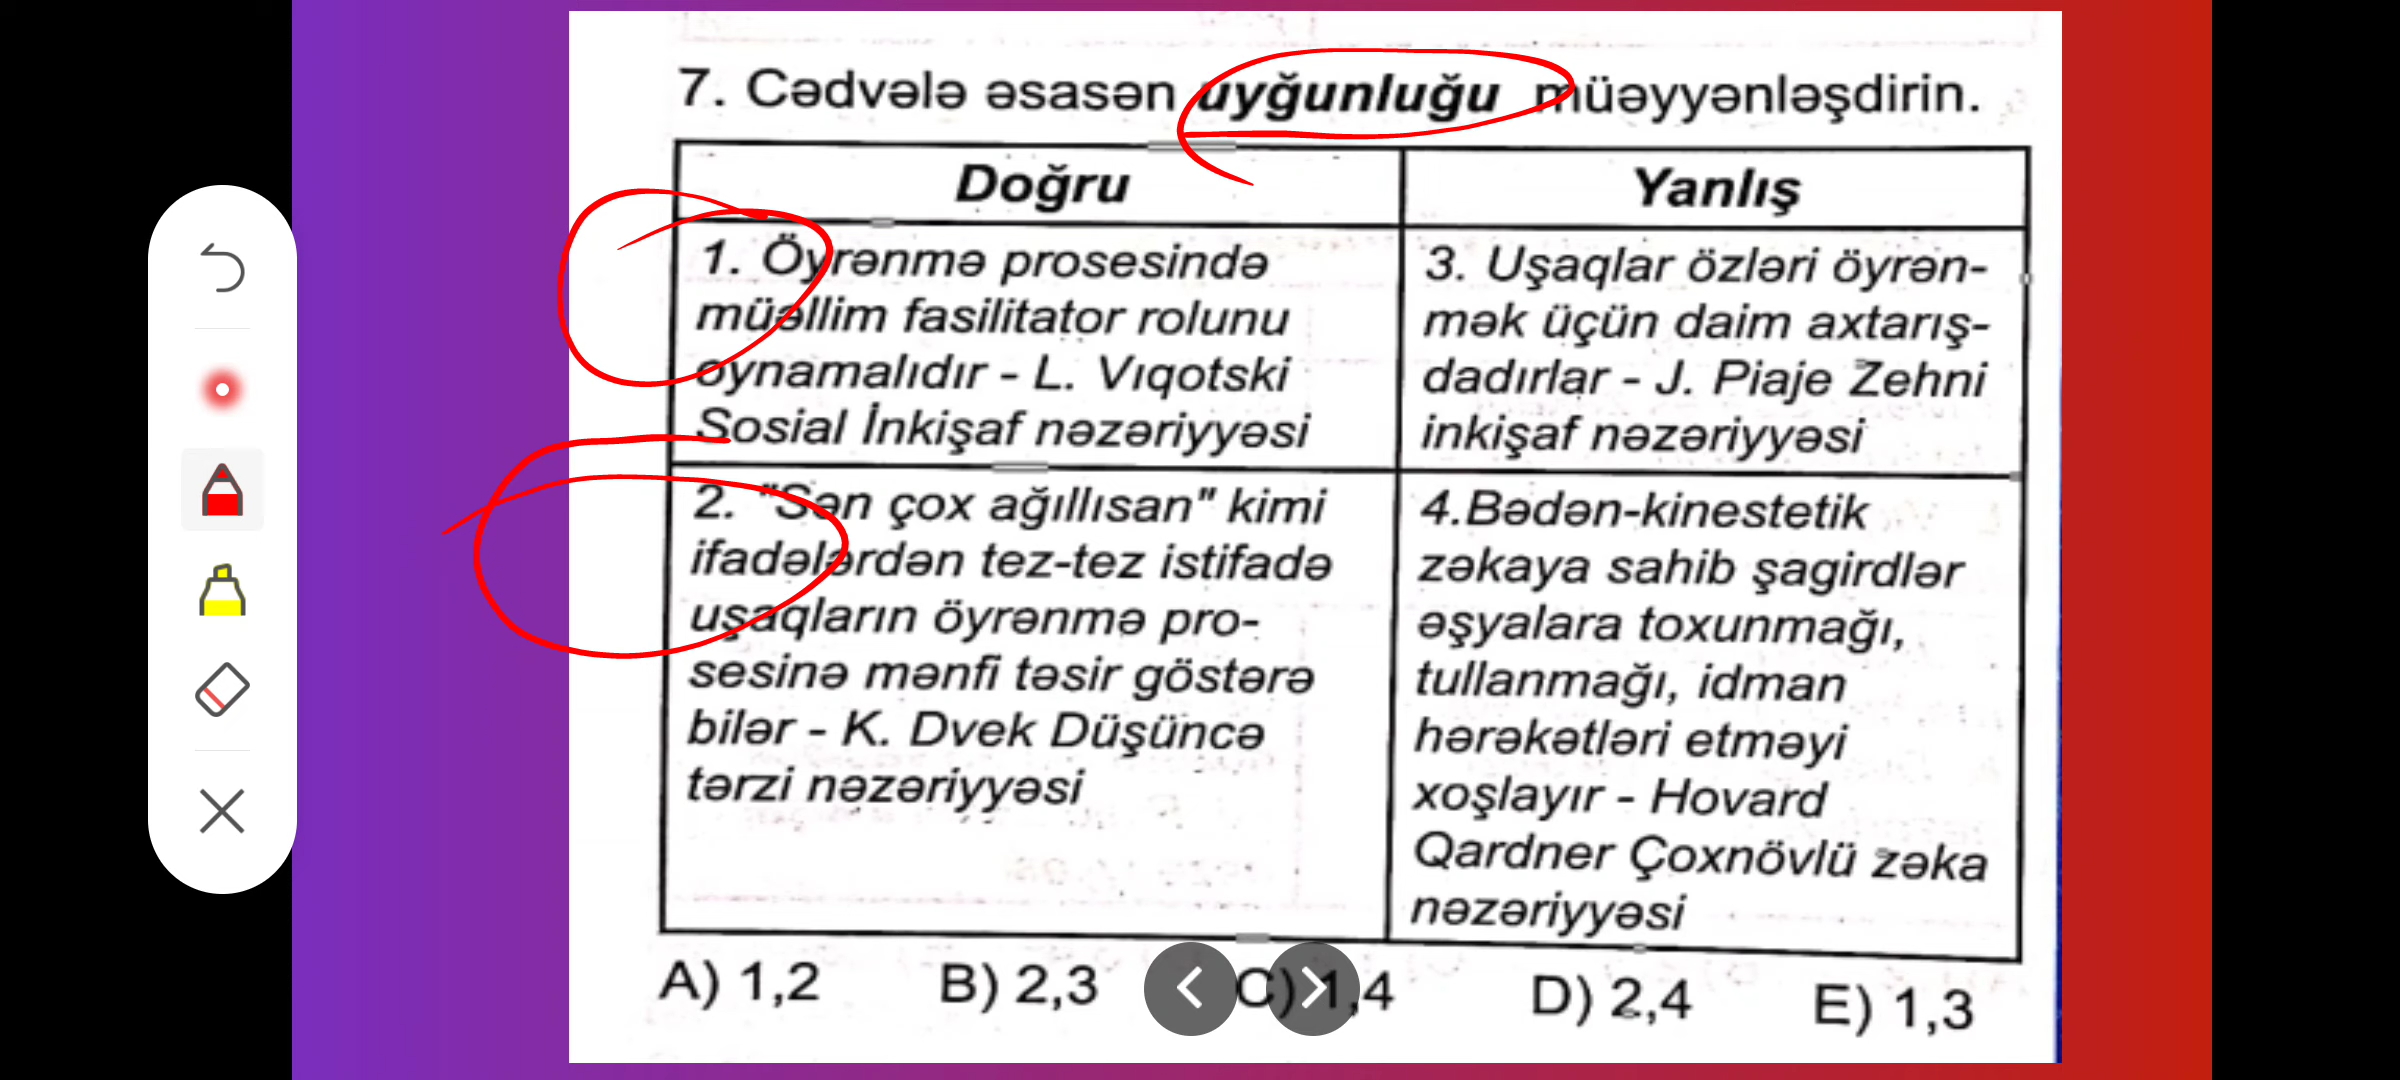 7. Cədvələ əsasən uyğunluğu müəyyənləşdirin.
Doğru
Yanlış
1. Öyrənmə prosesində
müəllim fasilitator rolunu
oynamalıdır - L. Vıqotski
Sosial İnkişaf nəzəriyyəsi
3. Uşaqlar özləri öyrən-
mək üçün daim axtarış-
dadırlar - J. Piaje Zehni
inkişaf nəzəriyyəsi
2. "Sən çox ağıllısan" kimi
ifadələrdən tez-tez istifadə
uşaqların öyrənmə pro-
sesinə mənfi təsir göstərə
bilər - K. Dvek Düşüncə
tərzi nəzəriyyəsi
4.Bədən-kinestetik
zəkaya sahib şagirdlər
əşyalara toxunmağı,
tullanmağı, idman
hərəkətləri etməyi
xoşlayır - Hovard
Qardner Çoxnövlü zəka
nəzəriyyəsi
A) 1,2 B) 2,3 C) 1,4 D) 2,4 E) 1,3